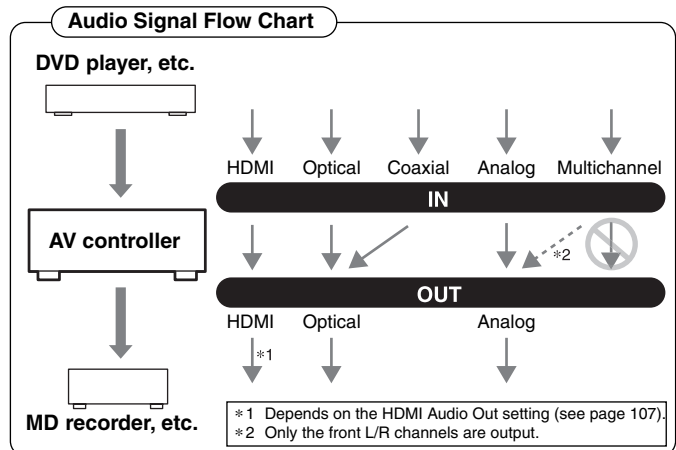 Audio Signal Flow Chart
DVD player, etc.
HDMI Optical Coaxial Analog Multichannel
IN
AV controller
*2
OUT
HDMI Optical Analog
*1
MD recorder, etc.
*1 Depends on the HDMI Audio Out setting (see page 107).
*2 Only the front L/R channels are output.